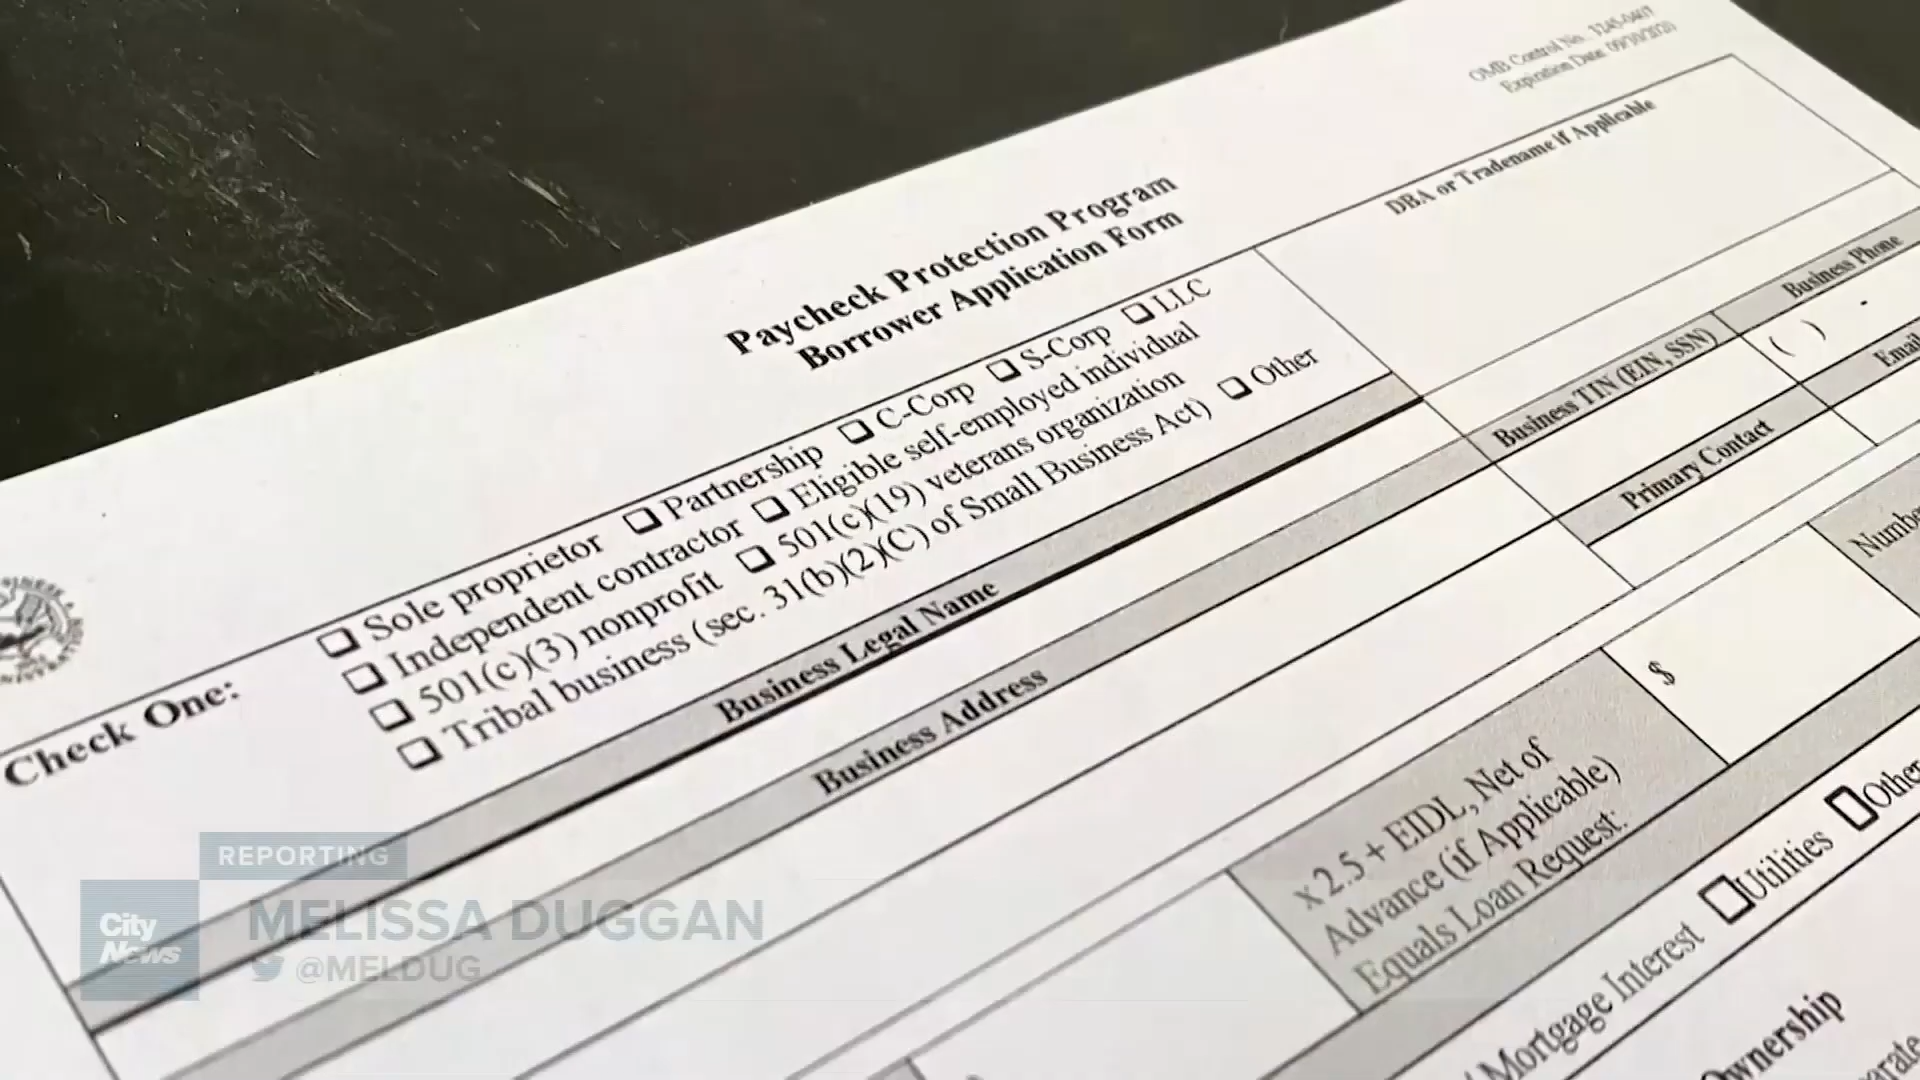 OMB Control No. 3245-0407
Expiration Date: 09/30/2020
Paycheck Protection Program
Borrower Application Form
Check One:
❏ Sole proprietor ❏ Partnership ❏ C-Corp ❏ S-Corp ❏ LLC
❏ Independent contractor ❏ Eligible self-employed individual
❏ 501(c)(3) nonprofit ❏ 501(c)(19) veterans organization
❏ Tribal business (sec. 31(b)(2)(C) of Small Business Act) ❏ Other
DBA or Tradename if Applicable
Business Legal Name
Business Address
Business TIN (EIN, SSN)
Business Phone
( ) -
Primary Contact
Email
x 2.5 + EIDL, Net of
Advance (if Applicable)
Equals Loan Request:
$
Mortgage Interest ❏ Utilities ❏ Other
Ownership
REPORTING
City
News
MELISSA DUGGAN
@MELDUG